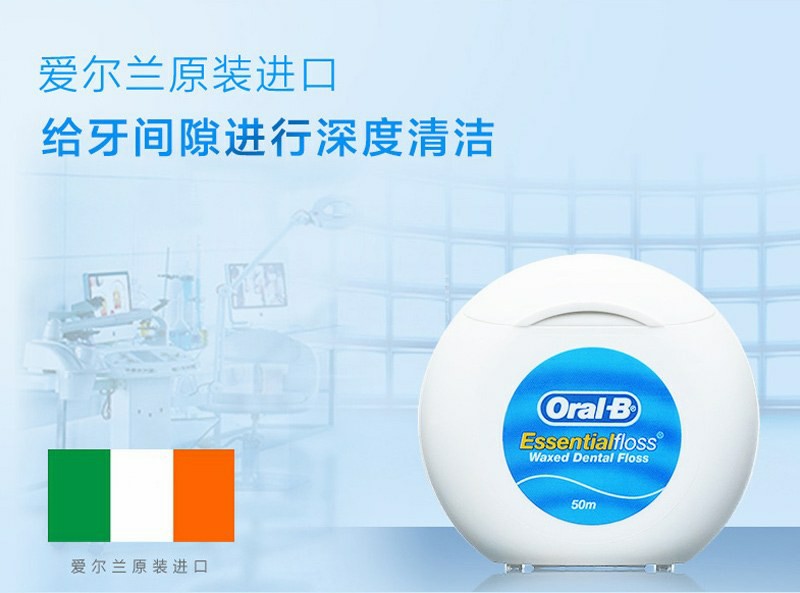 爱尔兰原装进口
给牙间隙进行深度清洁
Oral-B®
Essentialfloss®
Waxed Dental Floss
50m
爱尔兰原装进口